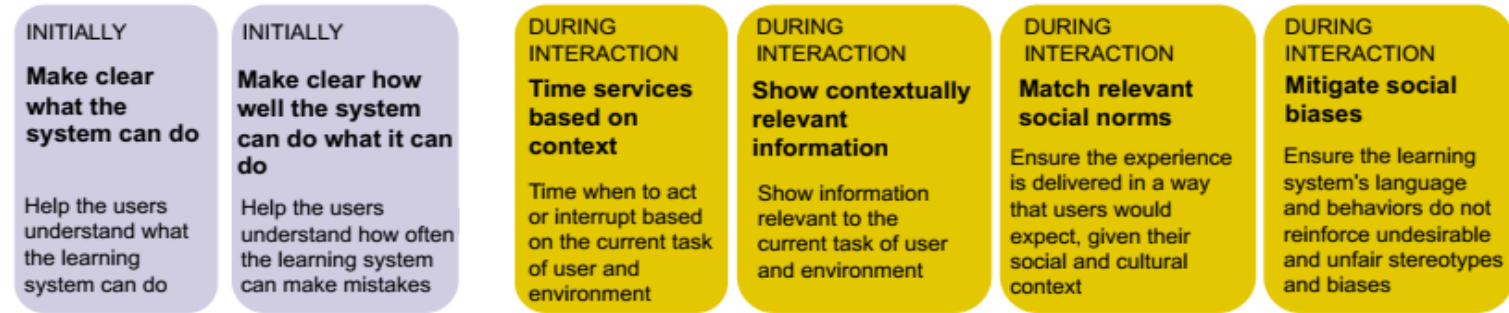 INITIALLY
Make clear
what the
system can do
Help the users
understand what
the learning
system can do
INITIALLY
Make clear how
well the system
can do what it can
do
Help the users
understand how often
the learning system
can make mistakes
DURING
INTERACTION
Time services
based on
context
Time when to act
or interrupt based
on the current task
of user and
environment
DURING
INTERACTION
Show contextually
relevant
information
Show information
relevant to the
current task of user
and environment
DURING
INTERACTION
Match relevant
social norms
Ensure the experience
is delivered in a way
that users would
expect, given their
social and cultural
context
DURING
INTERACTION
Mitigate social
biases
Ensure the learning
system's language
and behaviors do not
reinforce undesirable
and unfair stereotypes
and biases